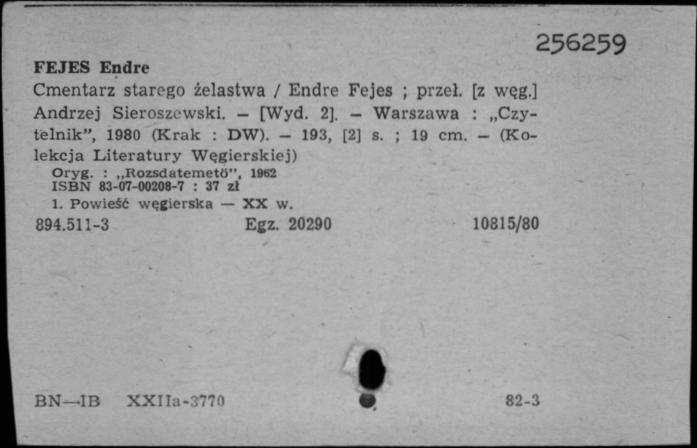 256259
FEJES Endre
Cmentarz starego żelastwa / Endre Fejes ; przeł. [z węg.]
Andrzej Sieroszewski. — [Wyd. 2]. — Warszawa : „Czy-
telnik”, 1980 (Krak : DW). — 193, [2] s. ; 19 cm. — (Ko-
lekcja Literatury Węgierskiej)
Oryg. : „Rozsdatemetö”, 1962
ISBN 83-07-00208-7 : 37 zł
1. Powieść węgierska — XX w.
894.511-3 Egz. 20290 10815/80
BN—IB XXIIa-3770 82-3